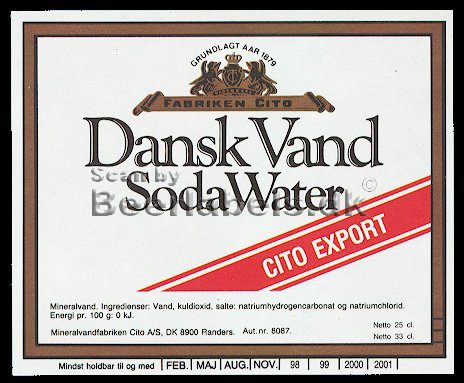 GRUNDLAGT AAR 1879
FABRIKEN CITO
Dansk Vand
Scan by
Soda Water
©
Beerlabels.dk
CITO EXPORT
Mineralvand. Ingredienser: Vand, kuldioxid, salte: natriumhydrogencarbonat og natriumchlorid.
Energi pr. 100 g: 0 kJ.
Mineralvandfabriken Cito A/S, DK 8900 Randers. Aut.nr. 8087.
Netto 25 cl.
Netto 33 cl.
Mindst holdbar til og med | FEB. | MAJ | AUG. | NOV. | 98 | 99 | 2000 | 2001 |